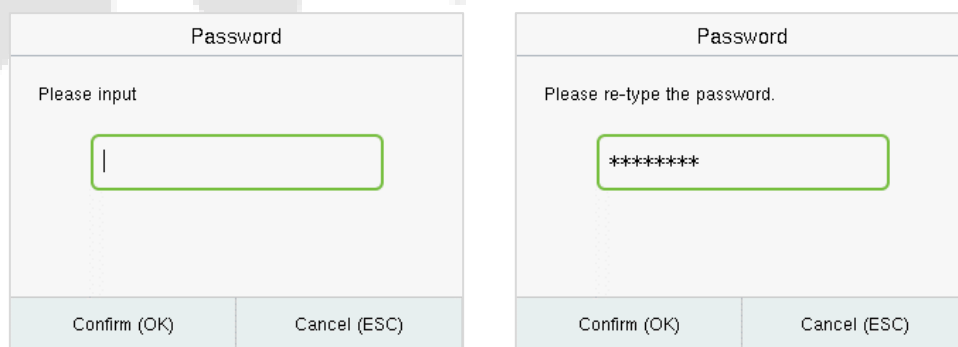 Password
Please input
Confirm (OK)
Cancel (ESC)
Password
Please re-type the password.
********
Confirm (OK)
Cancel (ESC)